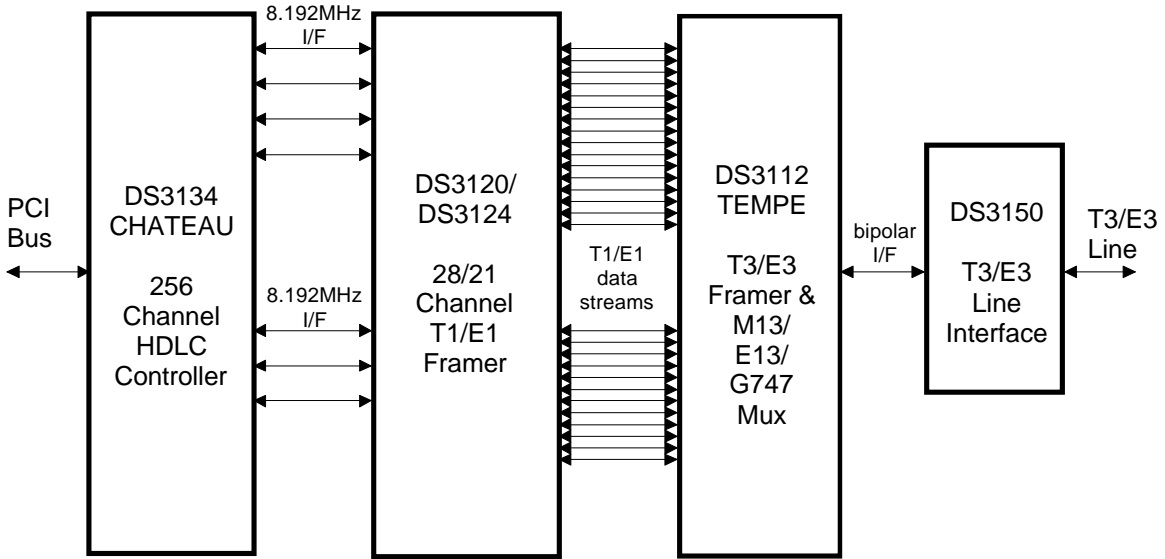 8.192MHz
I/F
PCI
Bus
DS3134
CHATEAU
256
Channel
HDLC
Controller
8.192MHz
I/F
DS3120/
DS3124
28/21
Channel
T1/E1
Framer
T1/E1
data
streams
DS3112
TEMPE
T3/E3
Framer &
M13/
E13/
G747
Mux
bipolar
I/F
DS3150
T3/E3
Line
Interface
T3/E3
Line